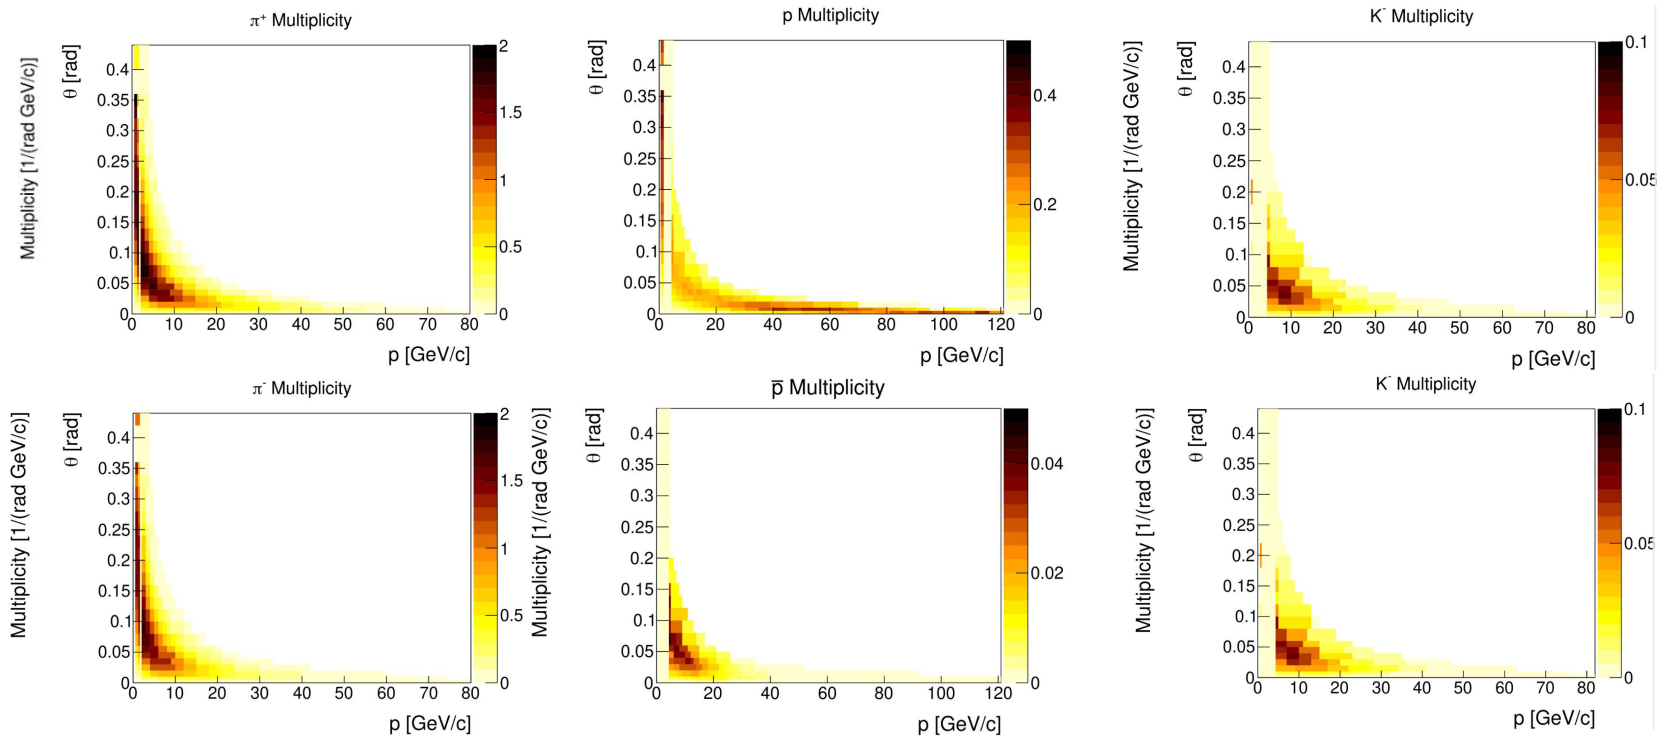 π⁺ Multiplicity
Multiplicity [1/(rad GeV/c)]
θ [rad]
0.4
0.35
0.3
0.25
0.2
0.15
0.1
0.05
0
0 10 20 30 40 50 60 70 80
p [GeV/c]
2
1.5
1
0.5
0
p Multiplicity
θ [rad]
0.4
0.35
0.3
0.25
0.2
0.15
0.1
0.05
0
0 20 40 60 80 100 120
p [GeV/c]
0.4
0.2
0
K⁻ Multiplicity
Multiplicity [1/(rad GeV/c)]
θ [rad]
0.4
0.35
0.3
0.25
0.2
0.15
0.1
0.05
0
0 10 20 30 40 50 60 70 80
p [GeV/c]
0.1
0.05
0
π⁻ Multiplicity
Multiplicity [1/(rad GeV/c)]
θ [rad]
0.4
0.35
0.3
0.25
0.2
0.15
0.1
0.05
0
0 10 20 30 40 50 60 70 80
p [GeV/c]
2
1.5
1
0.5
0
p̅ Multiplicity
Multiplicity [1/(rad GeV/c)]
θ [rad]
0.4
0.35
0.3
0.25
0.2
0.15
0.1
0.05
0
0 20 40 60 80 100 120
p [GeV/c]
0.04
0.02
0
K⁻ Multiplicity
Multiplicity [1/(rad GeV/c)]
θ [rad]
0.4
0.35
0.3
0.25
0.2
0.15
0.1
0.05
0
0 10 20 30 40 50 60 70 80
p [GeV/c]
0.1
0.05
0